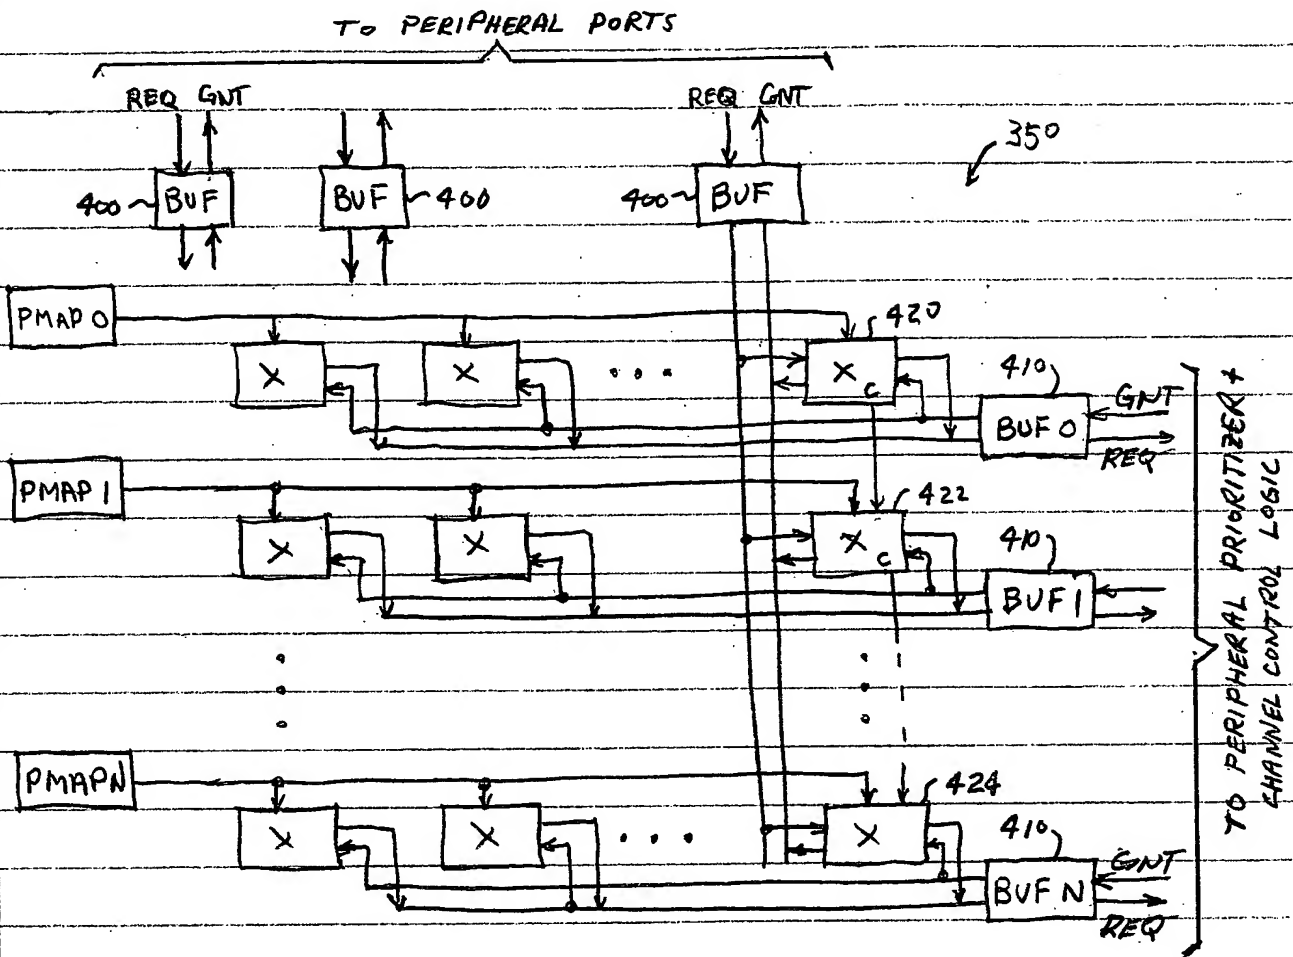 TO PERIPHERAL PORTS
REQ GNT
REQ GNT
350
400 BUF
BUF 400
400 BUF
PMAP 0
420
X
X
X
C
410
GNT
BUF 0
REQ
PMAP 1
422
X
X
X
C
410
BUF 1
PMAPN
424
X
X
X
410
GNT
BUF N
REQ
TO PERIPHERAL PRIORITIZER +
CHANNEL CONTROL LOGIC